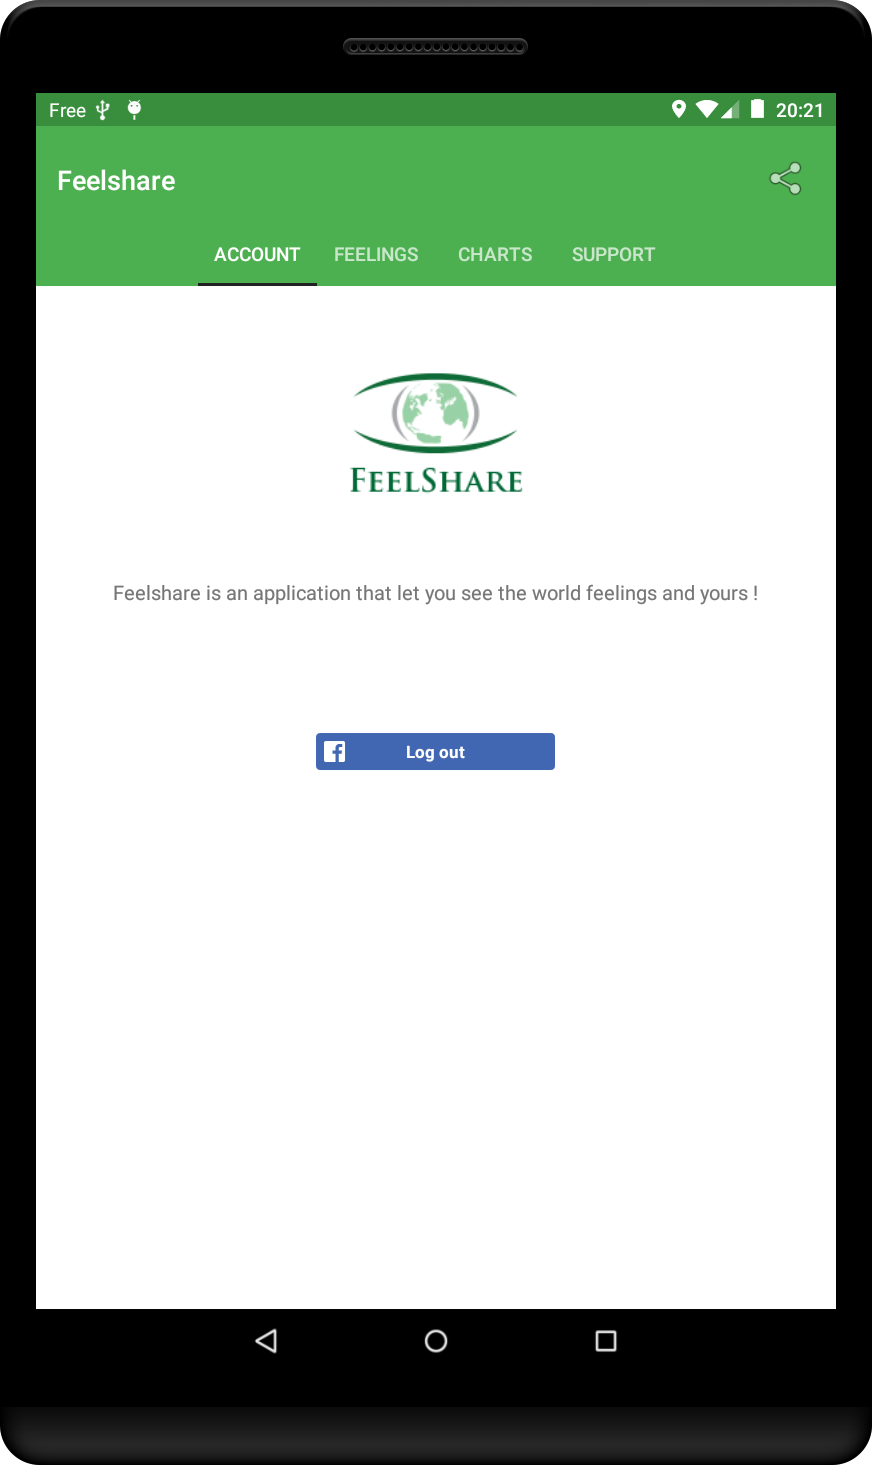 Free 20:21
Feelshare
ACCOUNT FEELINGS CHARTS SUPPORT
FEELSHARE
Feelshare is an application that let you see the world feelings and yours !
Log out